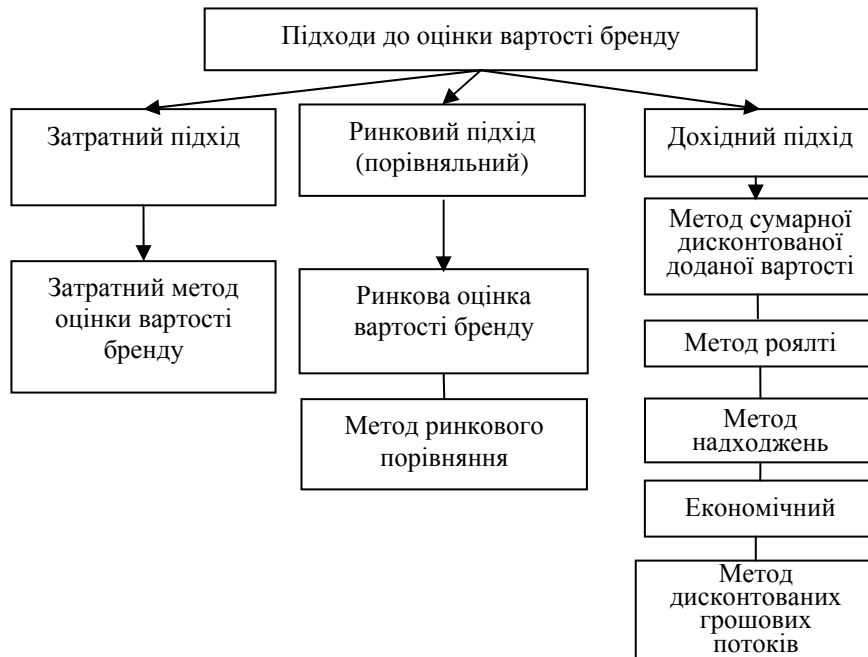 Підходи до оцінки вартості бренду
Затратний підхід
Ринковий підхід
(порівняльний)
Дохідний підхід
Затратний метод
оцінки вартості
бренду
Ринкова оцінка
вартості бренду
Метод ринкового
порівняння
Метод сумарної
дисконтованої
доданої вартості
Метод роялті
Метод
надходжень
Економічний
Метод
дисконтованих
грошових
потоків